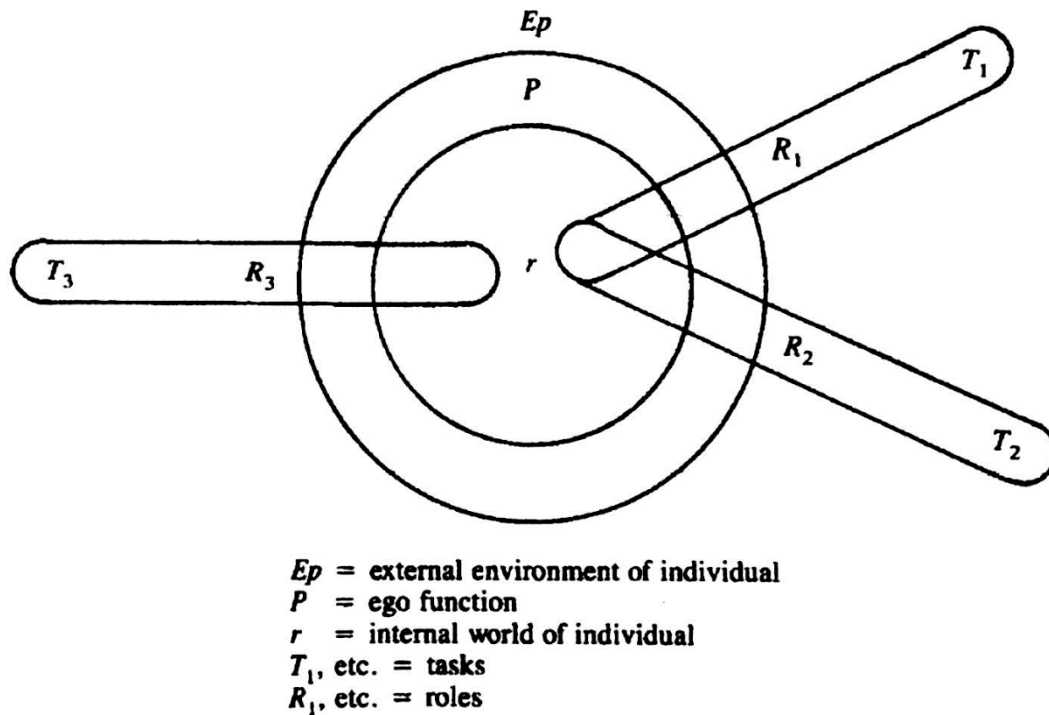 Ep
P
T₁
R₁
r
T₃ R₃
R₂
T₂
Ep = external environment of individual
P = ego function
r = internal world of individual
T₁, etc. = tasks
R₁, etc. = roles